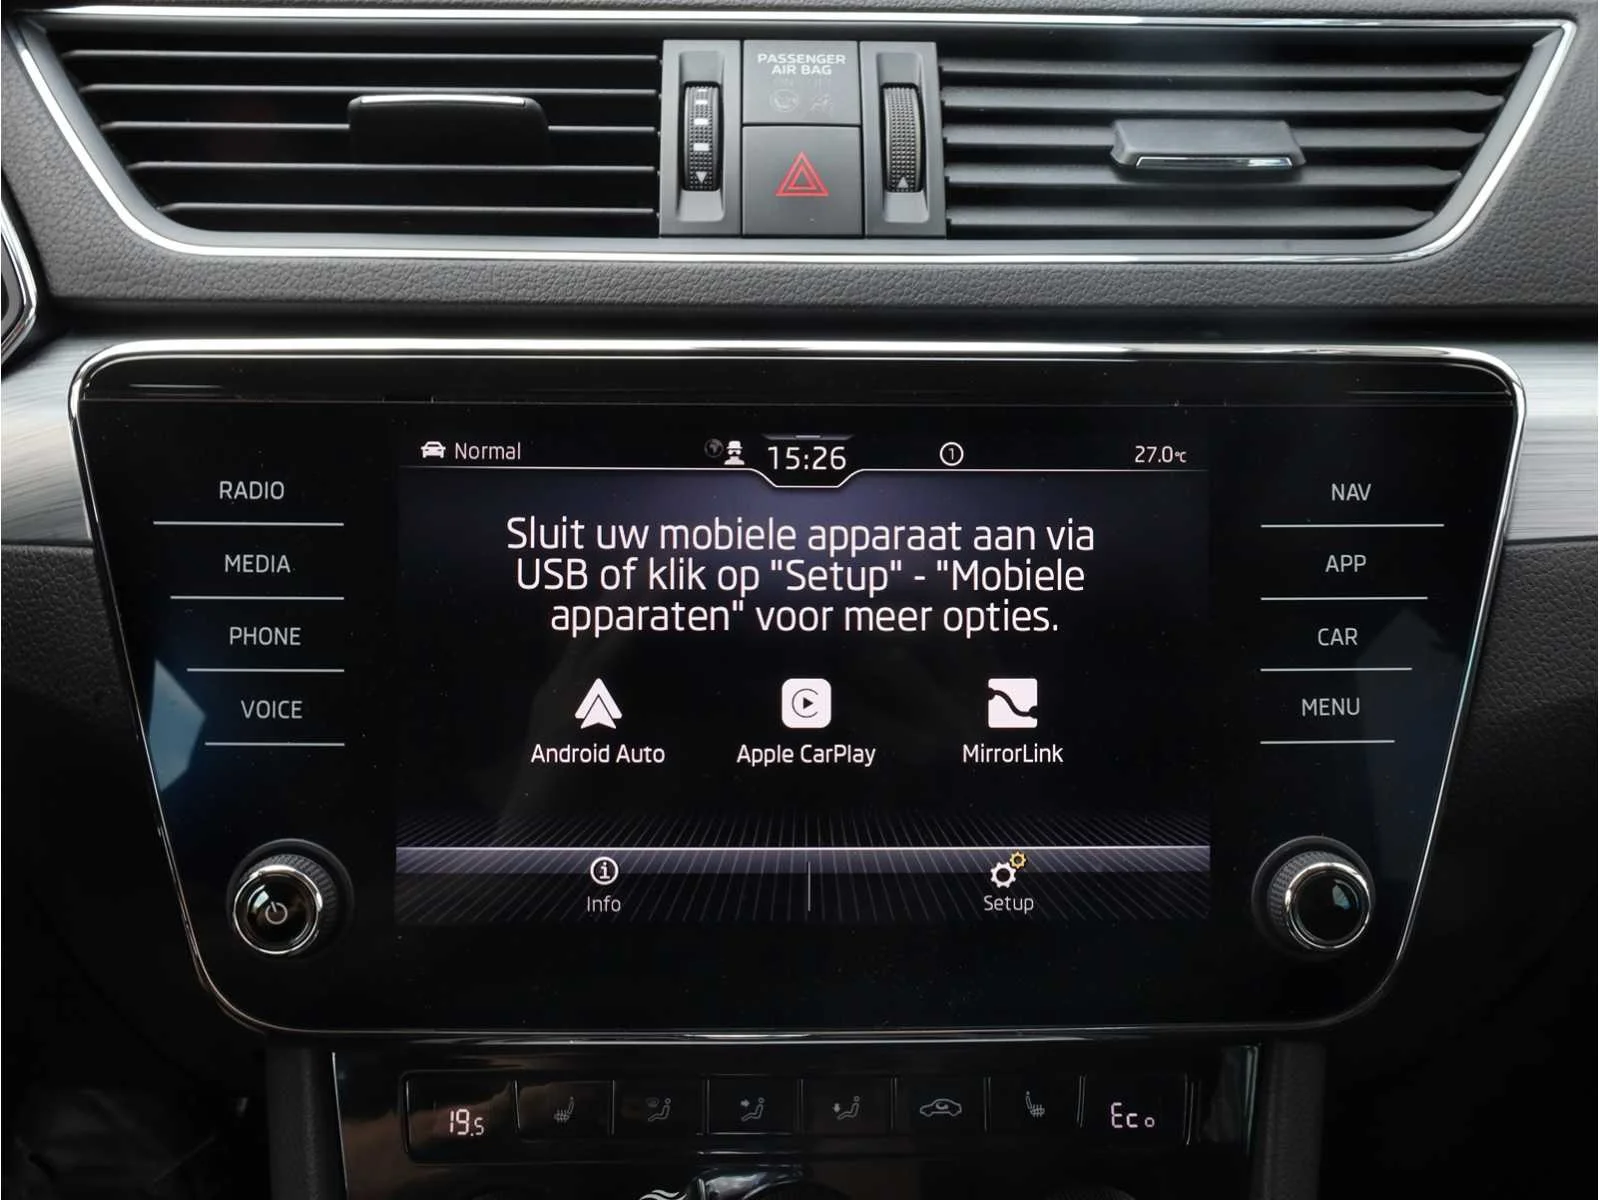 PASSENGER
AIR BAG
Normal
15:26
1
27.0°C
RADIO
MEDIA
PHONE
VOICE
Sluit uw mobiele apparaat aan via
USB of klik op "Setup" - "Mobiele
apparaten" voor meer opties.
Android Auto
Apple CarPlay
MirrorLink
Info
Setup
NAV
APP
CAR
MENU
19.5
Eco